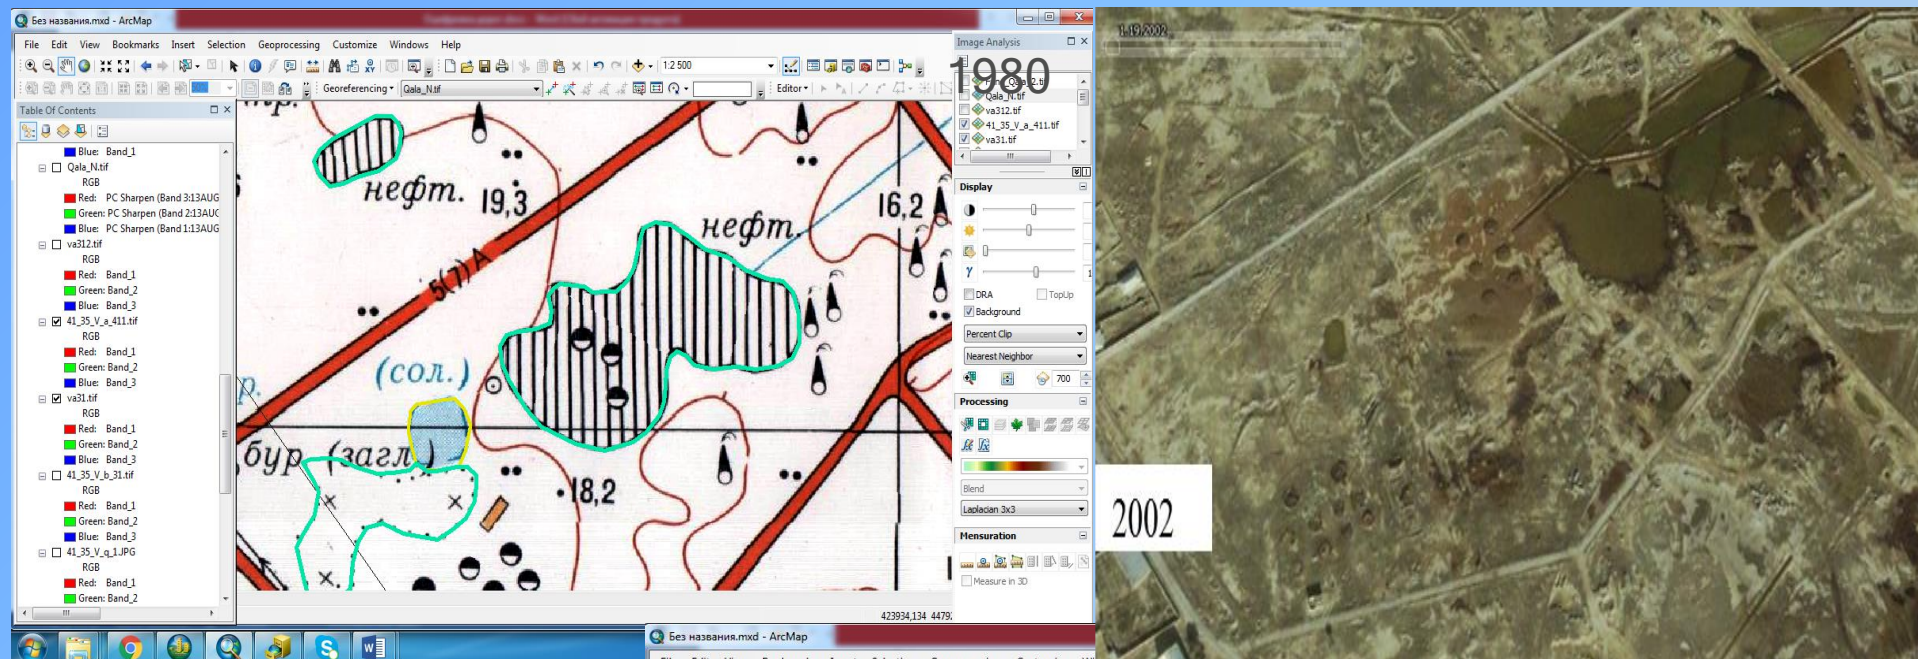 Без названия.mxd - ArcMap
File Edit View Bookmarks Insert Selection Geoprocessing Customize Windows Help
1:2 500
Georeferencing Qala_N.tif
Editor
Table Of Contents
Blue: Band_1
Qala_N.tif
RGB
Red: PC Sharpen (Band 3:13AUG
Green: PC Sharpen (Band 2:13AUG
Blue: PC Sharpen (Band 1:13AUG
va312.tif
RGB
Red: Band_1
Green: Band_2
Blue: Band_3
41_35_V_a_411.tif
RGB
Red: Band_1
Green: Band_2
Blue: Band_3
va31.tif
RGB
Red: Band_1
Green: Band_2
Blue: Band_3
41_35_V_b_31.tif
RGB
Red: Band_1
Green: Band_2
Blue: Band_3
41_35_V_q_1.JPG
RGB
Red: Band_1
Green: Band_2
нефт. 19,3
нефт.
16,2
5(7)А
(сол.)
бур. (загл.)
18,2
423934,134
Image Analysis
1980
Qala_N.tif
va312.tif
41_35_V_a_411.tif
va31.tif
Display
DRA
TopUp
Background
Percent Clip
Nearest Neighbor
700
Processing
Blend
Laplacian 3x3
Mensuration
Measure in 3D
Без названия.mxd - ArcMap
1.19.2002
2002